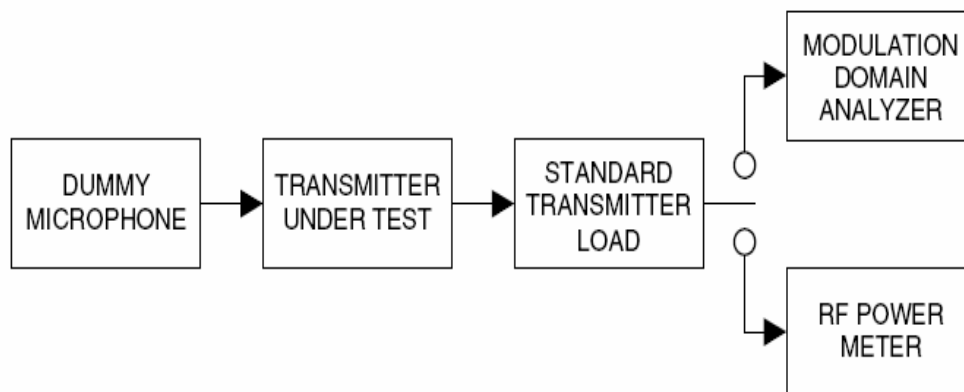 DUMMY
MICROPHONE
TRANSMITTER
UNDER TEST
STANDARD
TRANSMITTER
LOAD
MODULATION
DOMAIN
ANALYZER
RF POWER
METER